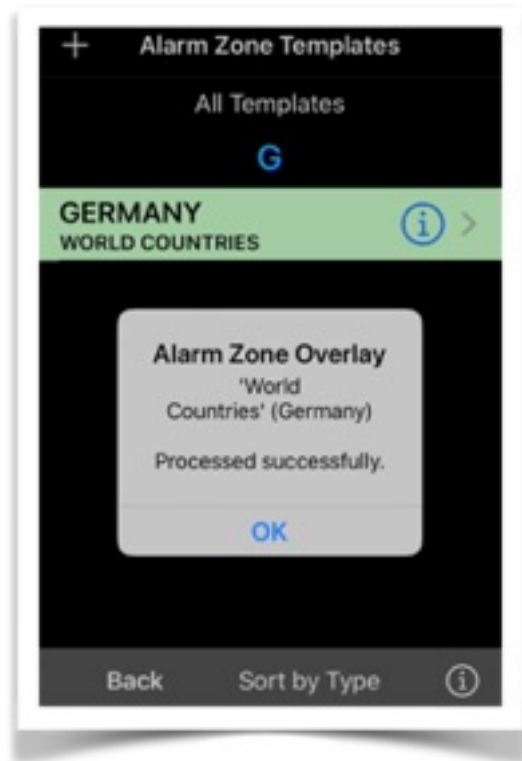 + Alarm Zone Templates
All Templates
G
GERMANY
WORLD COUNTRIES
Alarm Zone Overlay
'World
Countries' (Germany)
Processed successfully.
OK
Back Sort by Type